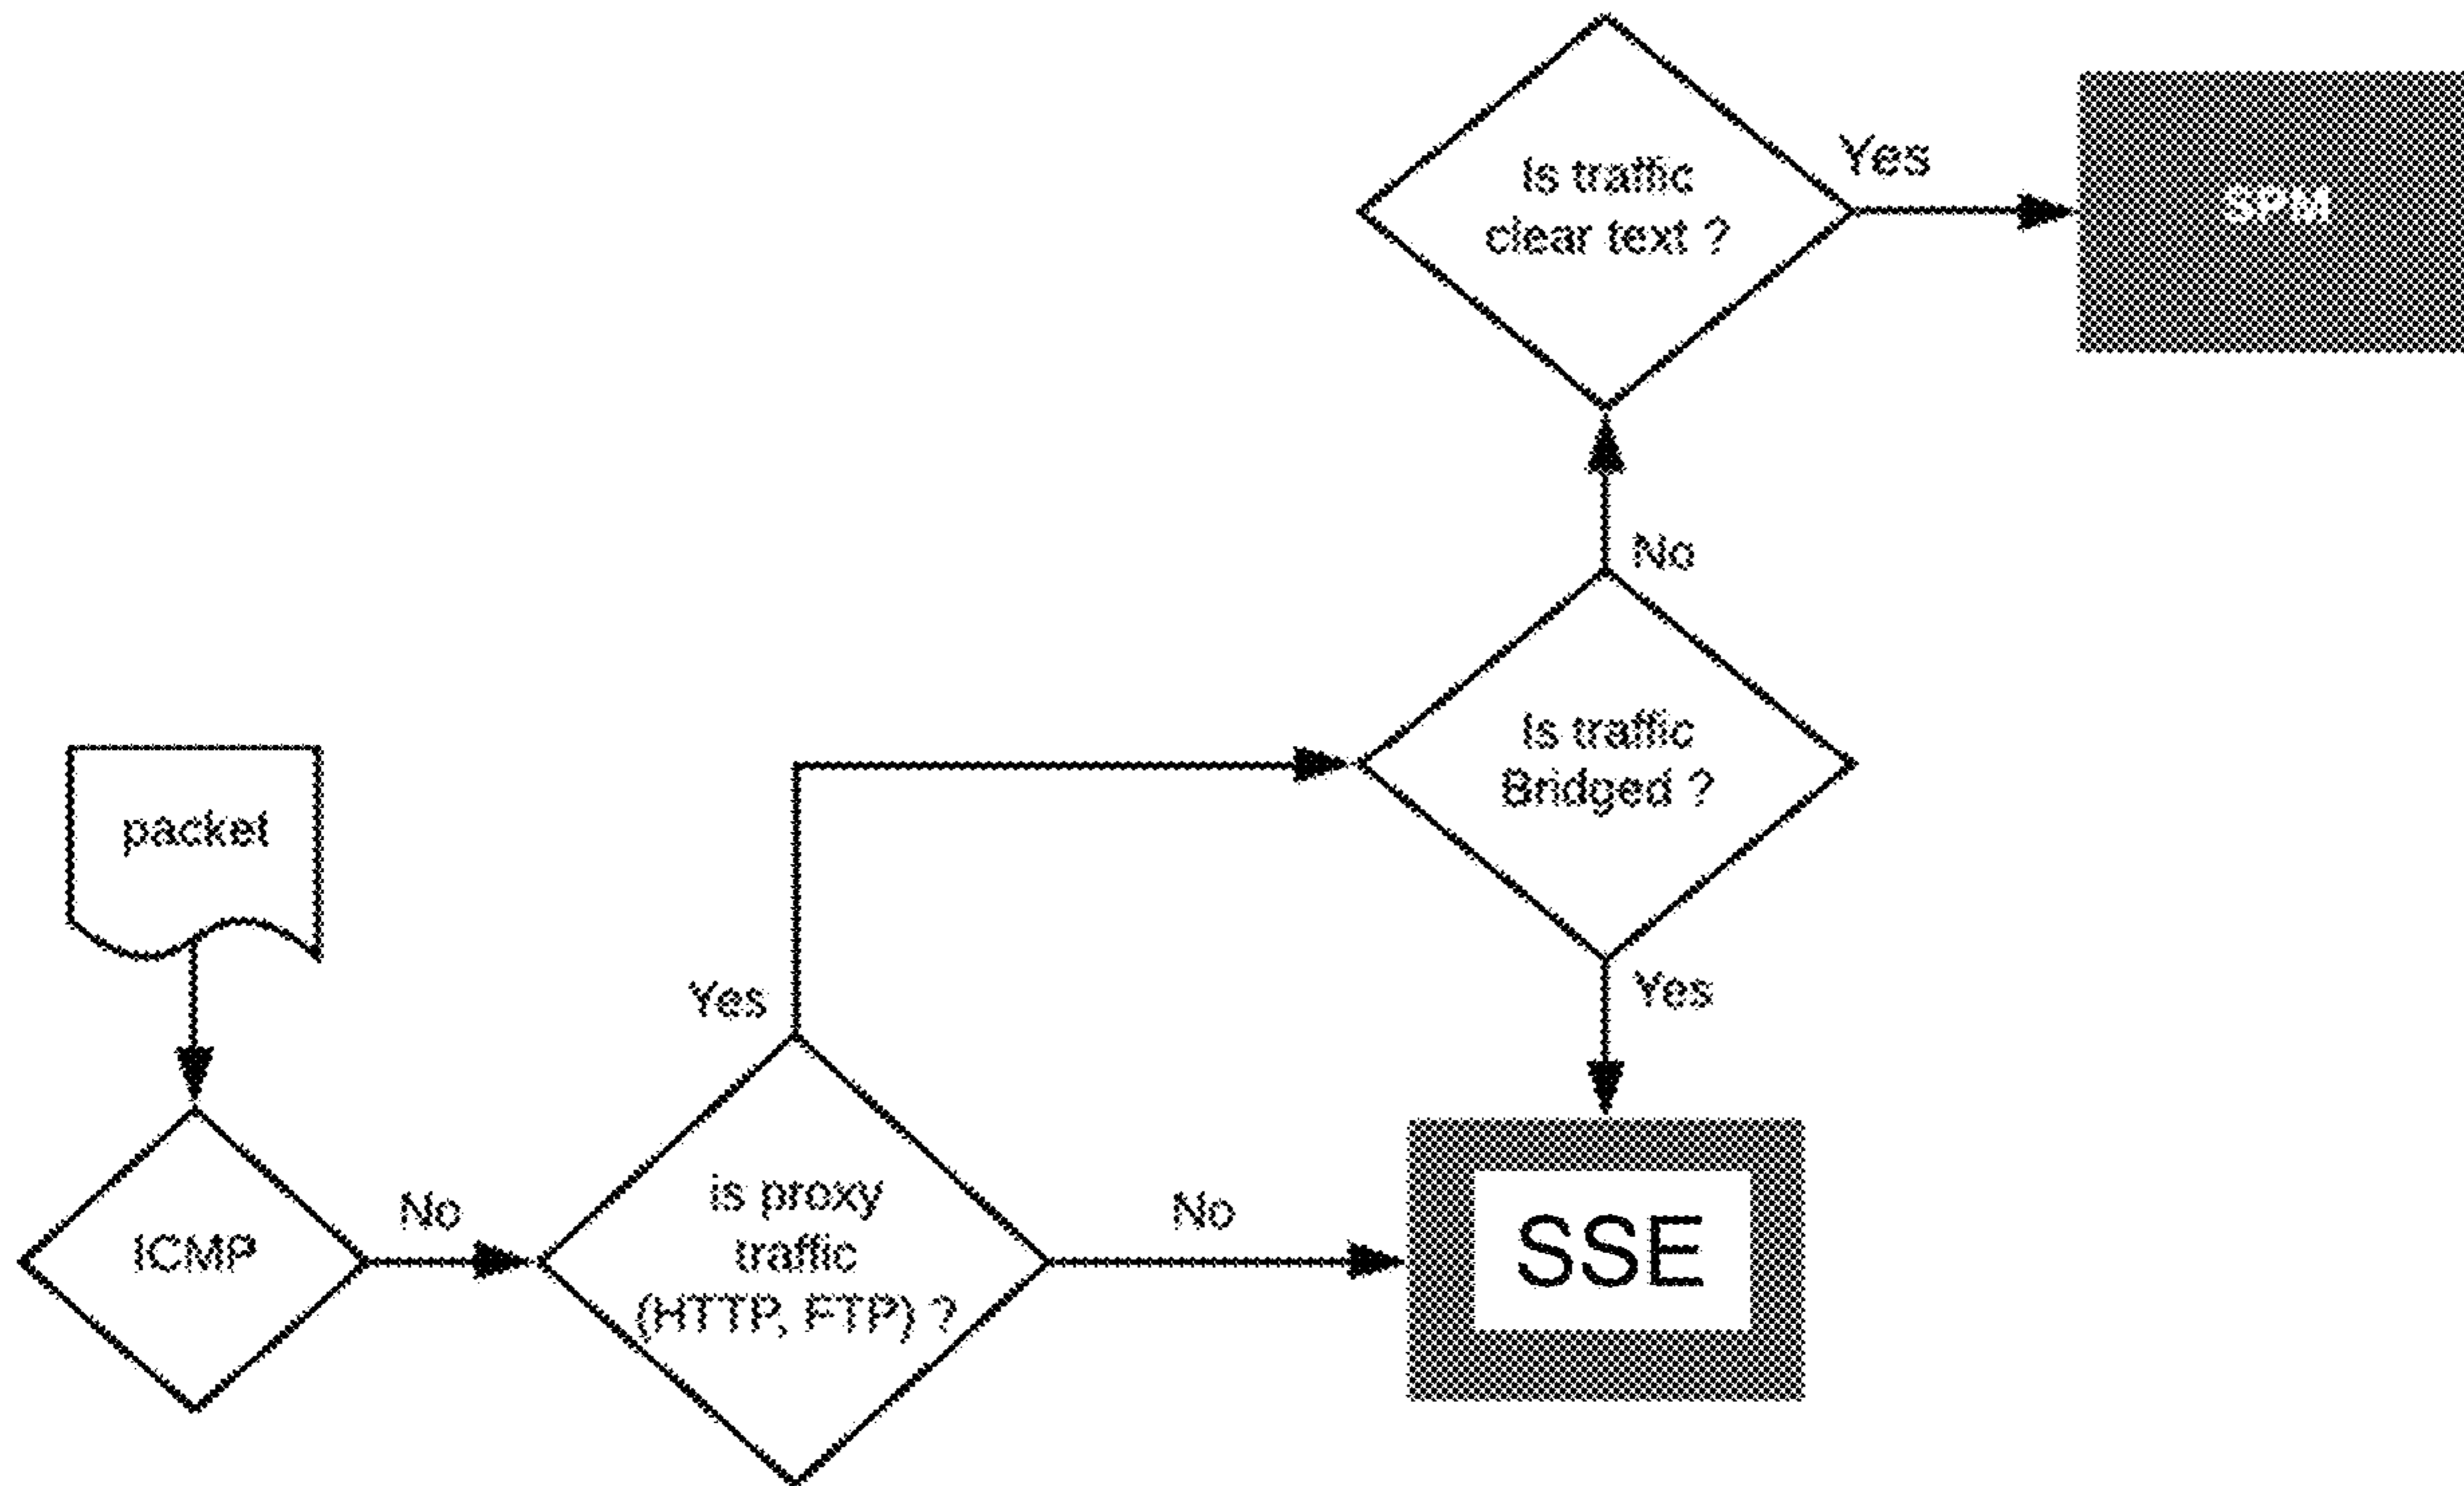 Is traffic
clear text ?
Yes
SPM
No
Is traffic
Bridged ?
Yes
packet
Yes
ICMP
No
is proxy
traffic
(HTTP, FTP) ?
No
SSE